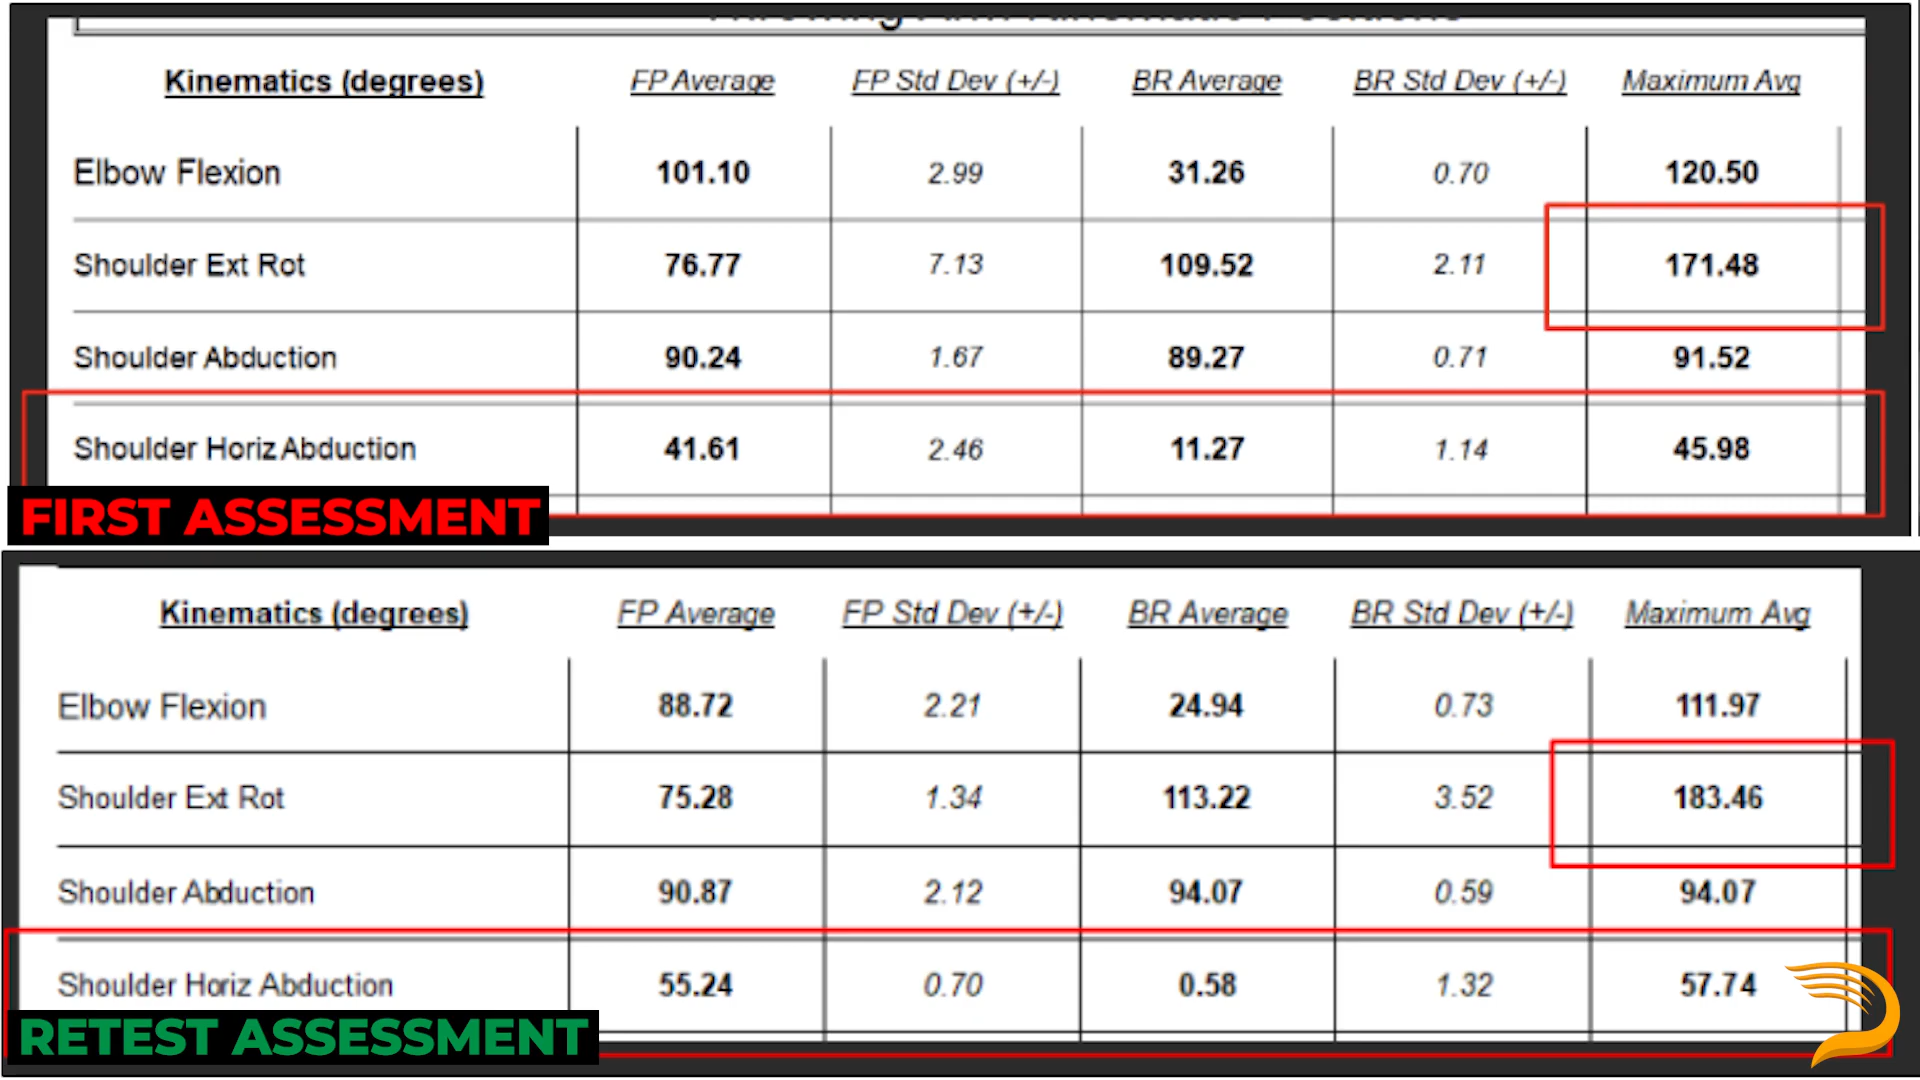 Kinematics (degrees) FP Average FP Std Dev (+/-) BR Average BR Std Dev (+/-) Maximum Avg
Elbow Flexion 101.10 2.99 31.26 0.70 120.50
Shoulder Ext Rot 76.77 7.13 109.52 2.11 171.48
Shoulder Abduction 90.24 1.67 89.27 0.71 91.52
Shoulder Horiz Abduction 41.61 2.46 11.27 1.14 45.98
FIRST ASSESSMENT
Kinematics (degrees) FP Average FP Std Dev (+/-) BR Average BR Std Dev (+/-) Maximum Avg
Elbow Flexion 88.72 2.21 24.94 0.73 111.97
Shoulder Ext Rot 75.28 1.34 113.22 3.52 183.46
Shoulder Abduction 90.87 2.12 94.07 0.59 94.07
Shoulder Horiz Abduction 55.24 0.70 0.58 1.32 57.74
RETEST ASSESSMENT